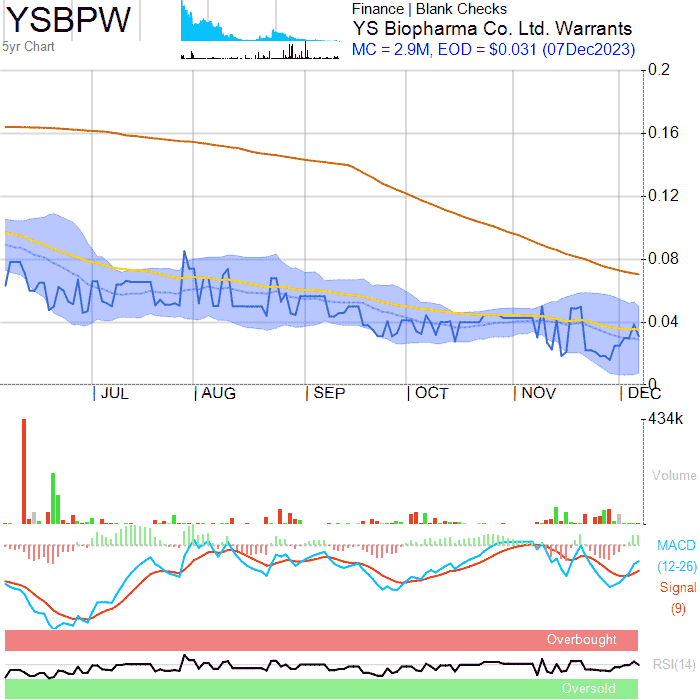 YSBPW
5yr Chart
Finance | Blank Checks
YS Biopharma Co. Ltd. Warrants
MC = 2.9M, EOD = $0.031 (07Dec2023)
0.2
0.16
0.12
0.08
0.04
0
JUL AUG SEP OCT NOV DEC
434k
Volume
MACD
(12-26)
Signal
(9)
Overbought
RSI(14)
Oversold